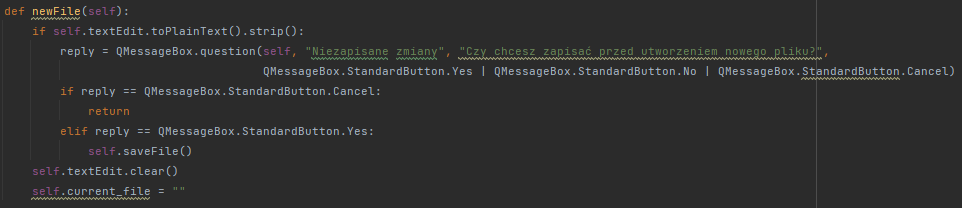 def newFile(self):
    if self.textEdit.toPlainText().strip():
        reply = QMessageBox.question(self, "Niezapisane zmiany", "Czy chcesz zapisać przed utworzeniem nowego pliku?",
                                     QMessageBox.StandardButton.Yes | QMessageBox.StandardButton.No | QMessageBox.StandardButton.Cancel)
        if reply == QMessageBox.StandardButton.Cancel:
            return
        elif reply == QMessageBox.StandardButton.Yes:
            self.saveFile()
    self.textEdit.clear()
    self.current_file = ""